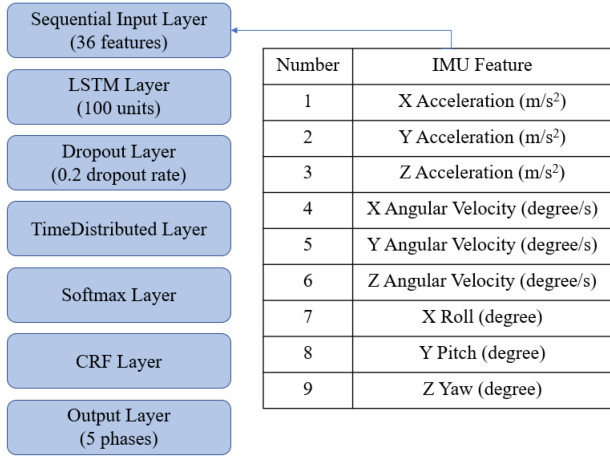 Sequential Input Layer
(36 features)
LSTM Layer
(100 units)
Dropout Layer
(0.2 dropout rate)
TimeDistributed Layer
Softmax Layer
CRF Layer
Output Layer
(5 phases)
Number IMU Feature
1 X Acceleration (m/s²)
2 Y Acceleration (m/s²)
3 Z Acceleration (m/s²)
4 X Angular Velocity (degree/s)
5 Y Angular Velocity (degree/s)
6 Z Angular Velocity (degree/s)
7 X Roll (degree)
8 Y Pitch (degree)
9 Z Yaw (degree)